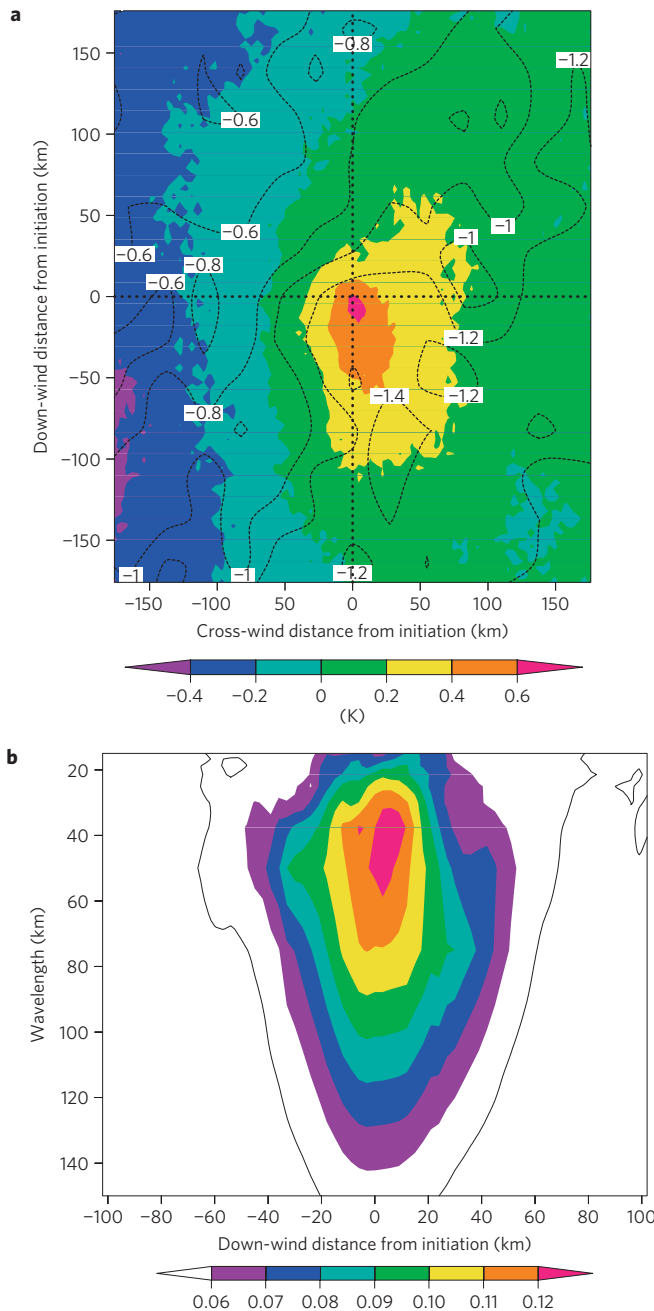 a
150
100
50
0
−50
−100
−150
Down-wind distance from initiation (km)
−0.8
−1.2
−0.6
−0.6
−1
−0.6
−0.8
−1
−0.6
−1.2
−1.4
−1.2
−0.8
−1
−1
−1.2
−150 −100 50 0 50 100 150
Cross-wind distance from initiation (km)
−0.4 −0.2 0 0.2 0.4 0.6
(K)
b
20
40
60
80
100
120
140
Wavelength (km)
−100 −80 −60 −40 −20 0 20 40 60 80 100
Down-wind distance from initiation (km)
0.06 0.07 0.08 0.09 0.10 0.11 0.12